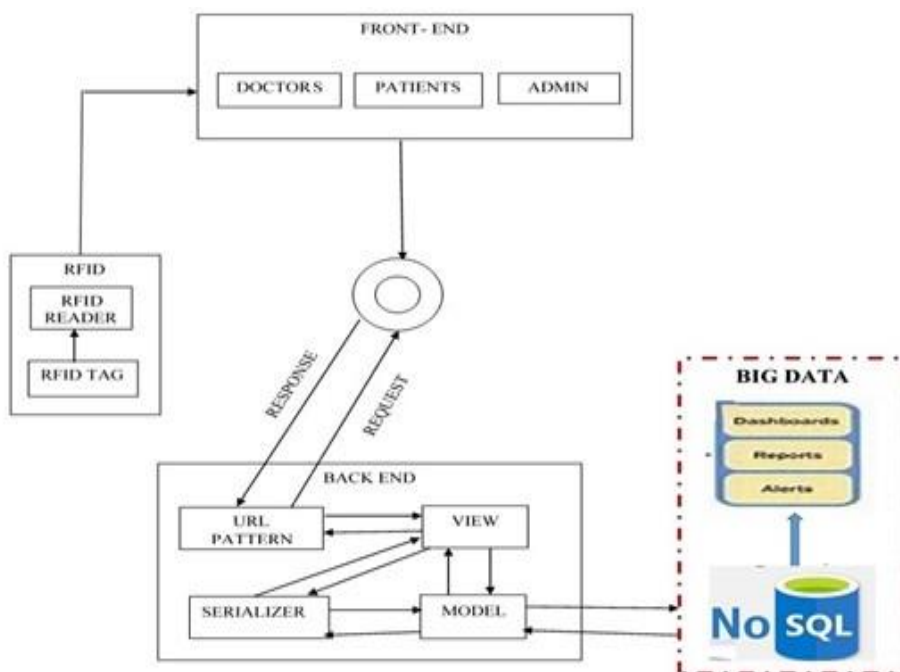 FRONT- END
DOCTORS
PATIENTS
ADMIN
RFID
RFID
READER
RFID TAG
RESPONSE
REQUEST
BACK END
URL
PATTERN
VIEW
SERIALIZER
MODEL
BIG DATA
Dashboards
Reports
Alerts
No SQL